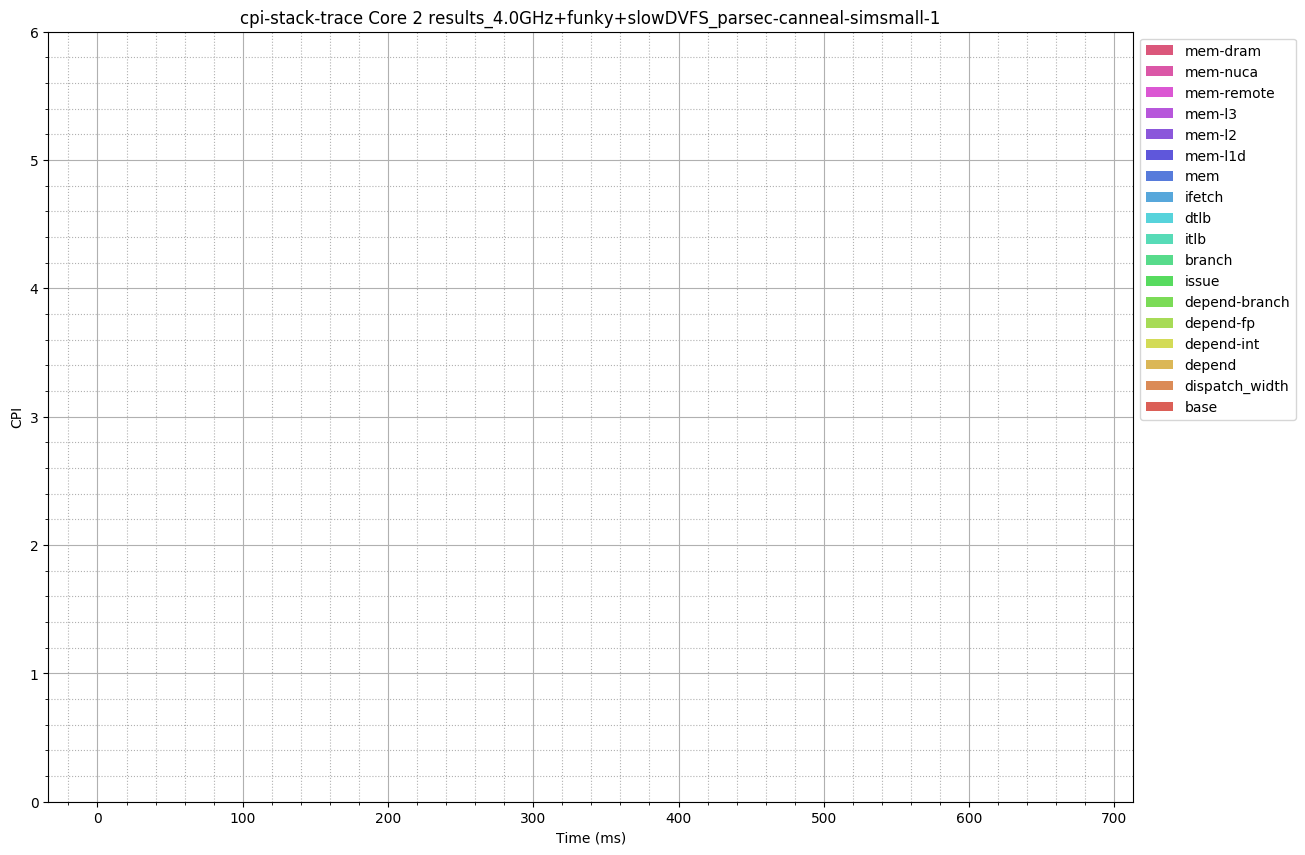 cpi-stack-trace Core 2 results_4.0GHz+funky+slowDVFS_parsec-canneal-simsmall-1
6
5
4
3
2
1
0
CPI
0 100 200 300 400 500 600 700
Time (ms)
mem-dram
mem-nuca
mem-remote
mem-l3
mem-l2
mem-l1d
mem
ifetch
dtlb
itlb
branch
issue
depend-branch
depend-fp
depend-int
depend
dispatch_width
base